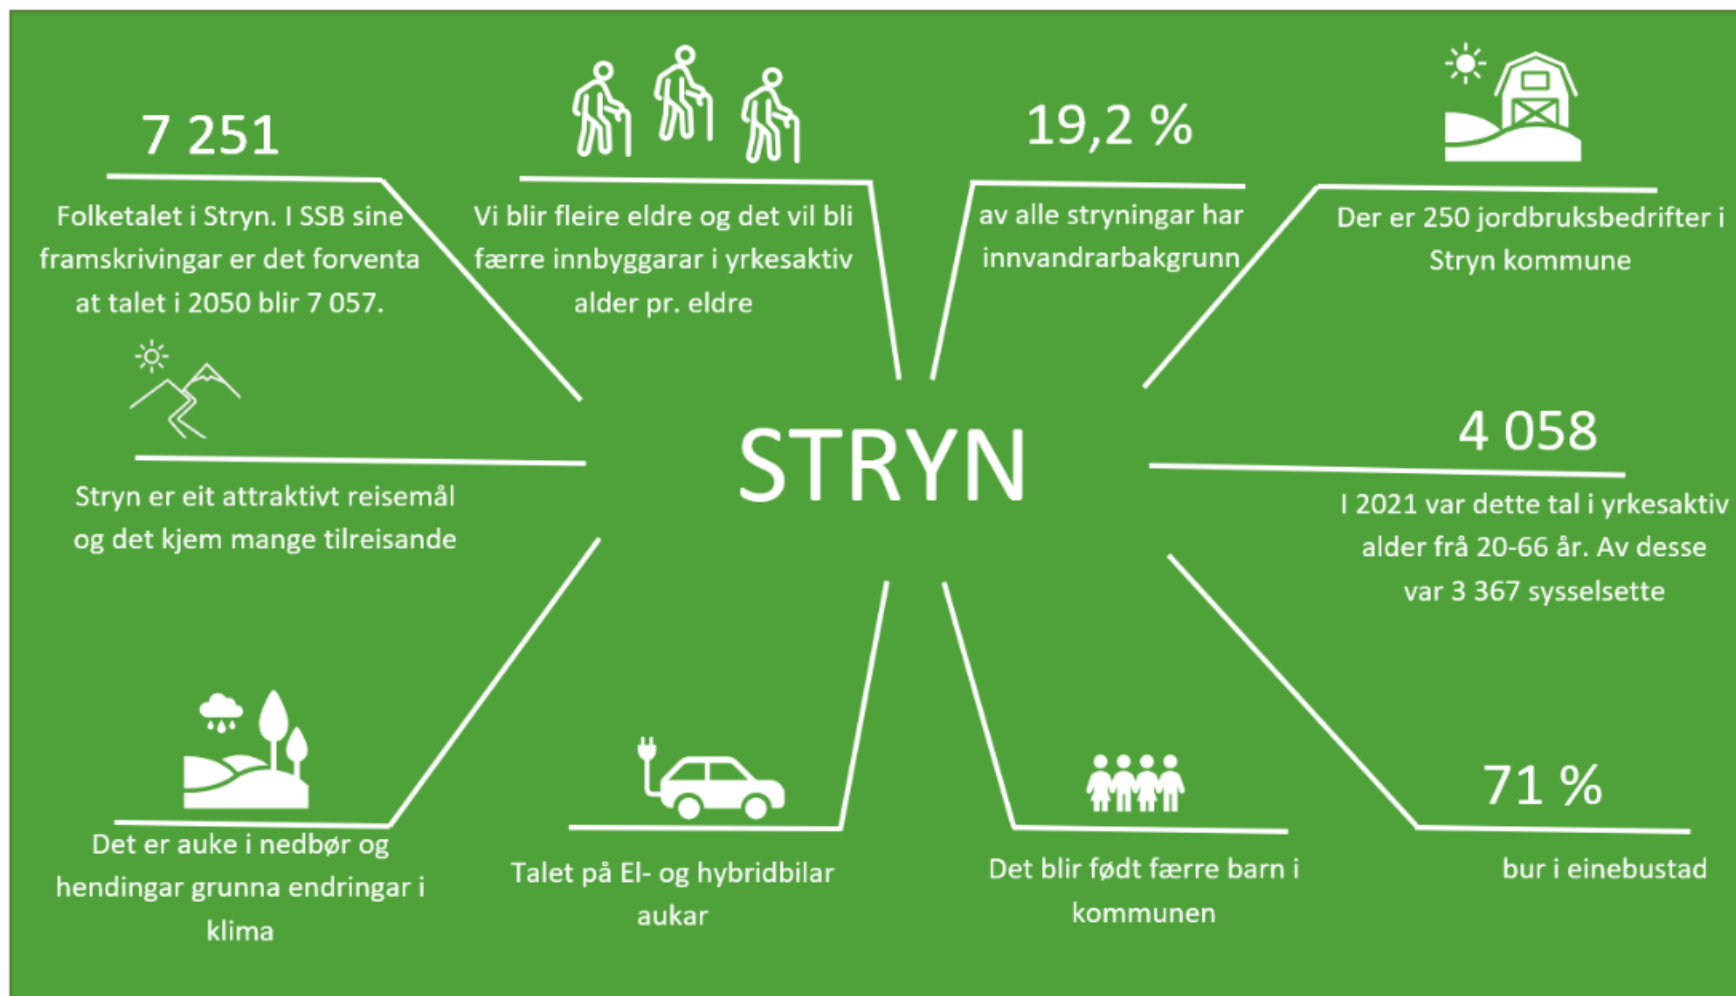 7 251
Folketalet i Stryn. I SSB sine
framskrivingar er det forventa
at talet i 2050 blir 7 057.
Vi blir fleire eldre og det vil bli
færre innbyggarar i yrkesaktiv
alder pr. eldre
19,2 %
av alle stryningar har
innvandrarbakgrunn
Der er 250 jordbruksbedrifter i
Stryn kommune
STRYN
Stryn er eit attraktivt reisemål
og det kjem mange tilreisande
4 058
I 2021 var dette tal i yrkesaktiv
alder frå 20-66 år. Av desse
var 3 367 sysselsette
Det er auke i nedbør og
hendingar grunna endringar i
klima
Talet på El- og hybridbilar
aukar
Det blir født færre barn i
kommunen
71 %
bur i einebustad